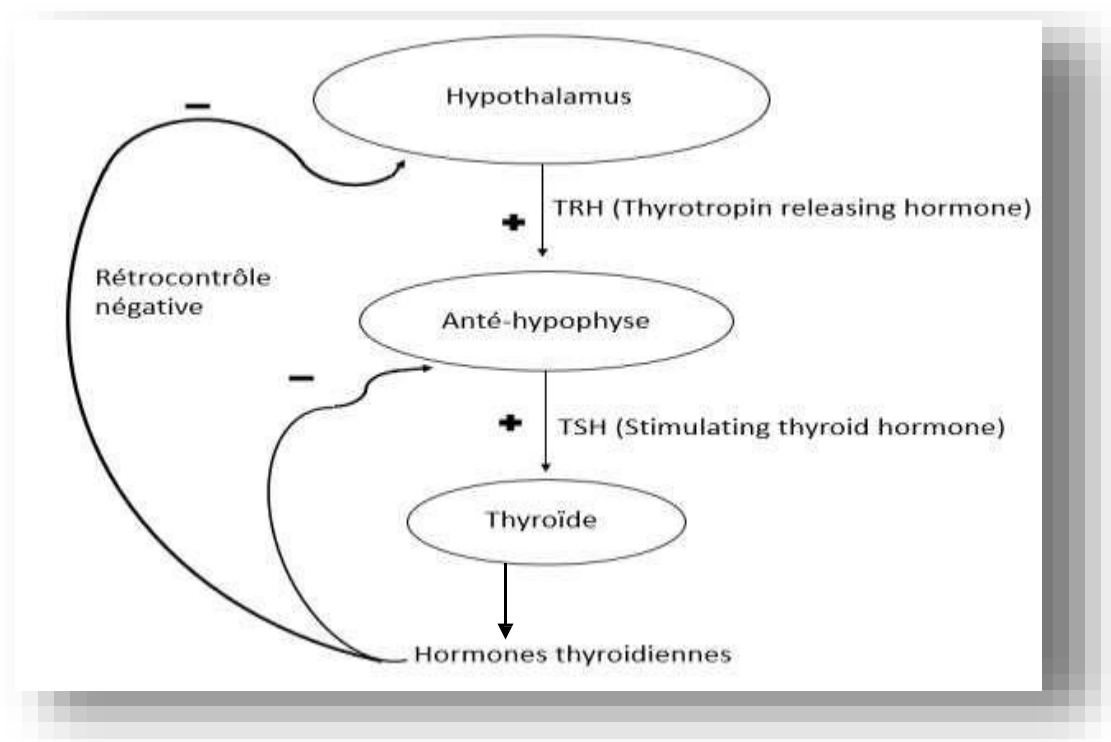 Hypothalamus
−
TRH (Thyrotropin releasing hormone)
+
Rétrocontrôle
négative
Anté-hypophyse
−
+
TSH (Stimulating thyroid hormone)
Thyroïde
Hormones thyroidiennes